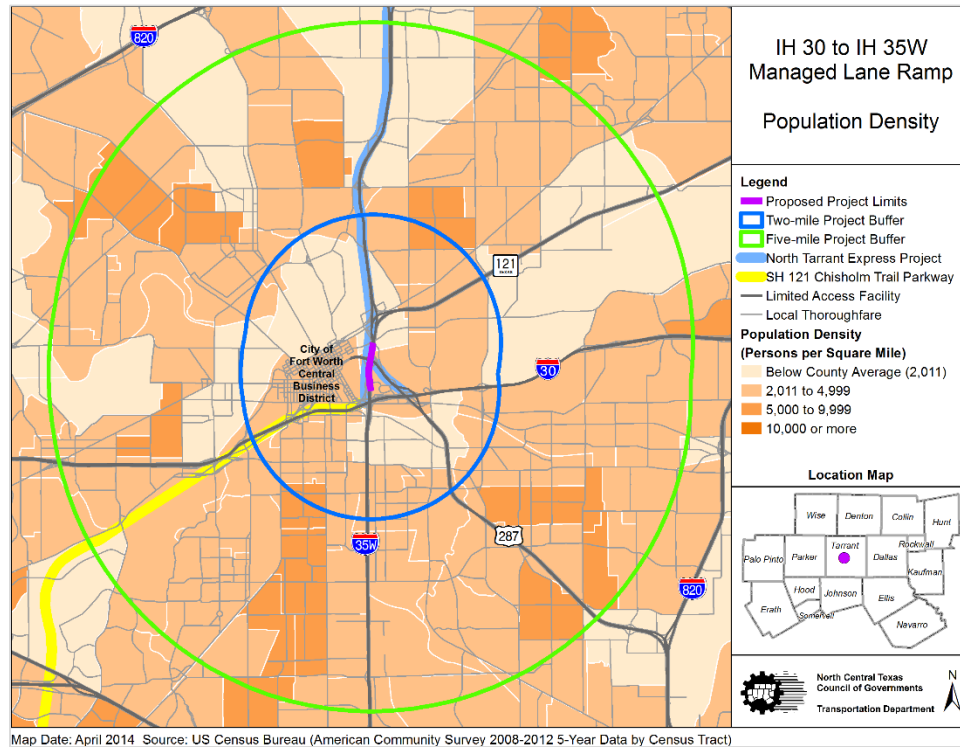 IH 30 to IH 35W
Managed Lane Ramp
Population Density
820
121
City of
Fort Worth
Central
Business
District
30
35W
287
820
Legend
Proposed Project Limits
Two-mile Project Buffer
Five-mile Project Buffer
North Tarrant Express Project
SH 121 Chisholm Trail Parkway
Limited Access Facility
Local Thoroughfare
Population Density
(Persons per Square Mile)
Below County Average (2,011)
2,011 to 4,999
5,000 to 9,999
10,000 or more
Location Map
Wise Denton Collin Hunt
Palo Pinto Parker Tarrant Dallas Rockwall
Kaufman
Hood Johnson Ellis
Erath Somervell Navarro
North Central Texas
Council of Governments
Transportation Department
N
Map Date: April 2014 Source: US Census Bureau (American Community Survey 2008-2012 5-Year Data by Census Tract)